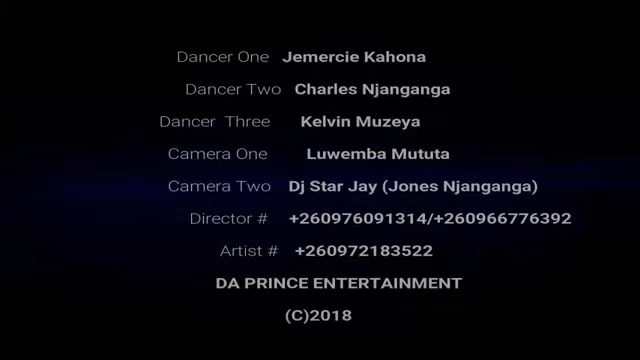 Dancer One Jemercie Kahona
Dancer Two Charles Njanganga
Dancer Three Kelvin Muzeya
Camera One Luwemba Mututa
Camera Two Dj Star Jay (Jones Njanganga)
Director # +260976091314/+260966776392
Artist # +260972183522
DA PRINCE ENTERTAINMENT
(C)2018